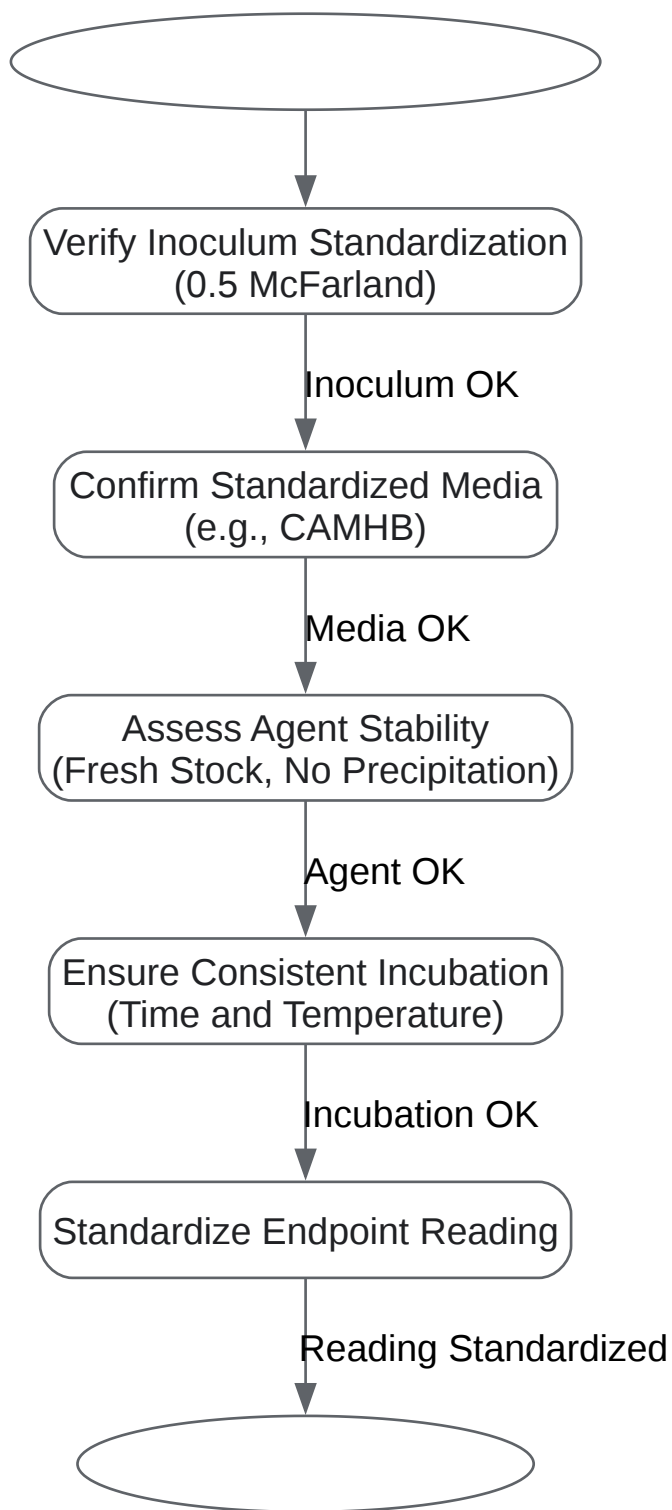 Verify Inoculum Standardization
(0.5 McFarland)
Inoculum OK
Confirm Standardized Media
(e.g., CAMHB)
Media OK
Assess Agent Stability
(Fresh Stock, No Precipitation)
Agent OK
Ensure Consistent Incubation
(Time and Temperature)
Incubation OK
Standardize Endpoint Reading
Reading Standardized